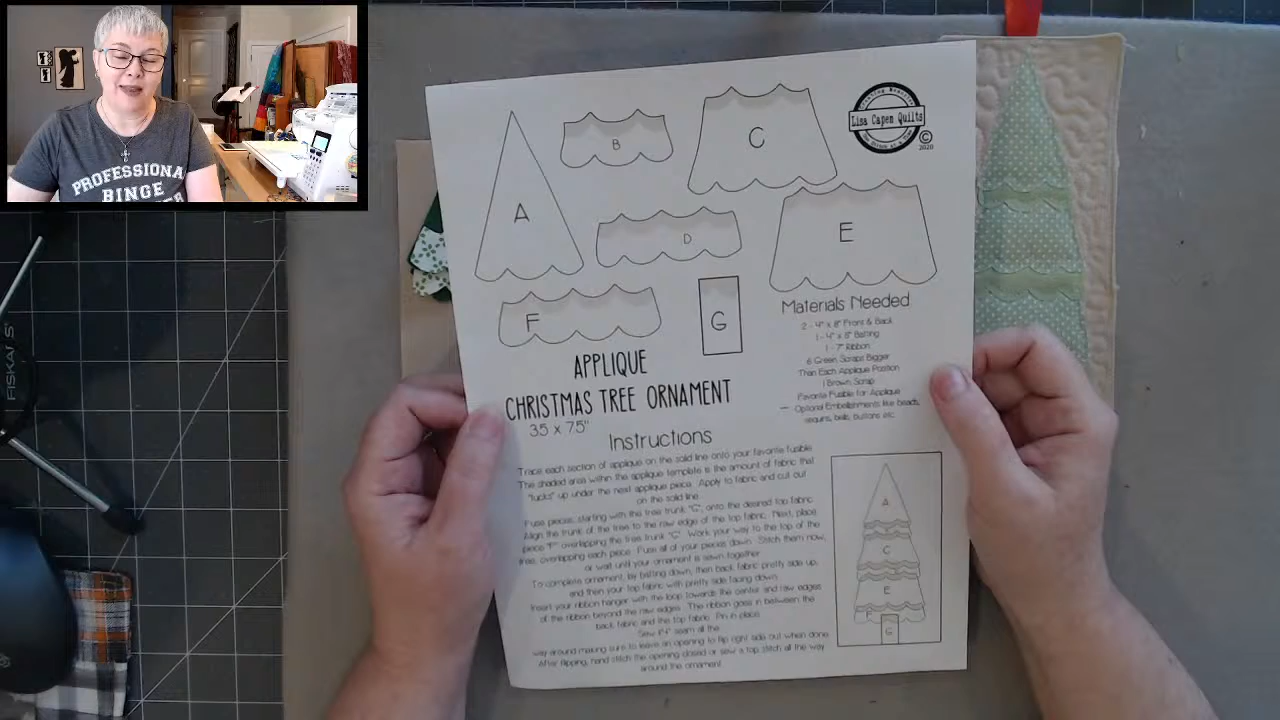 PROFESSIONA
BINGE
FISKARS
A
B
C
Lisa Capen Quilts
©
2020
D
E
F
G
Materials Needed
2 - 4" x 8" Front & Back
1 - 4" x 8" Batting
1 - 7" Ribbon
6 Green Scraps Bigger
Than Each Applique Position
1 Brown Scrap
Favorite Fusible for Applique
Optional Embellishments like beads,
sequins, bells, buttons etc.
APPLIQUE
CHRISTMAS TREE ORNAMENT
3.5 x 7.5"
Instructions
Trace each section of applique on the solid line onto your favorite fusible.
The shaded area within the applique template is the amount of fabric that
"tucks" up under the next applique piece. Apply to fabric and cut out
on the solid line.
Fuse pieces, starting with the tree trunk "G", onto the desired top fabric.
Align the trunk of the tree to the raw edge of the top fabric. Next, place
piece "F" overlapping the tree trunk "G". Work your way to the top of the
tree, overlapping each piece. Fuse all of your pieces down. Stitch them now,
or wait until your ornament is sewn together.
To complete ornament, lay batting down, then back fabric pretty side up,
and then your top fabric with pretty side facing down.
Insert your ribbon hanger with the loop towards the center and raw edges
of the ribbon beyond the raw edges. The ribbon goes in between the
back fabric and the top fabric. Pin in place.
Sew 1/4" seam all the
way around making sure to leave an opening to flip right side out when done.
After flipping, hand stitch the opening closed or sew a top stitch all the way
around the ornament.
A
C
E
G